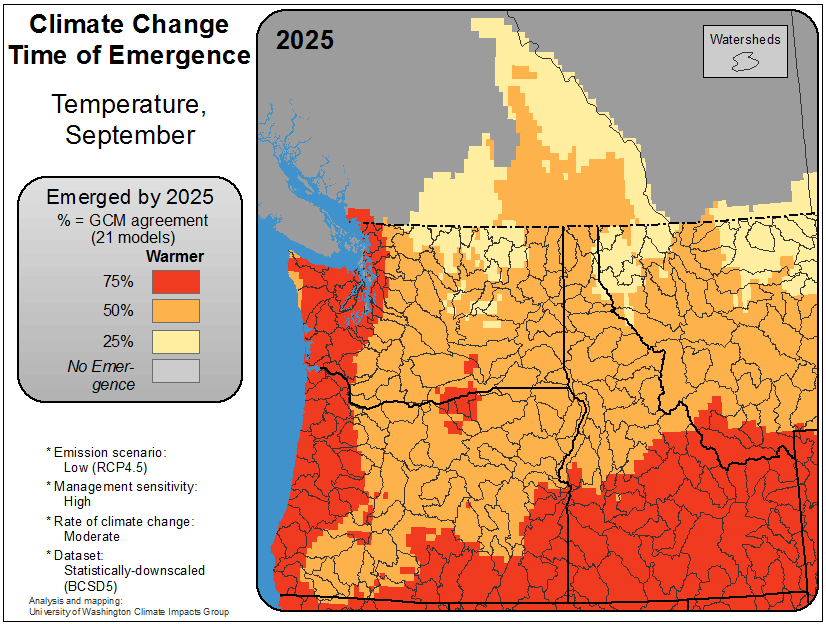 Climate Change
Time of Emergence
Temperature,
September
Emerged by 2025
% = GCM agreement
(21 models)
Warmer
75%
50%
25%
No Emer-
gence
* Emission scenario:
Low (RCP4.5)
* Management sensitivity:
High
* Rate of climate change:
Moderate
* Dataset:
Statistically-downscaled
(BCSD5)
Analysis and mapping:
University of Washington Climate Impacts Group
2025
Watersheds